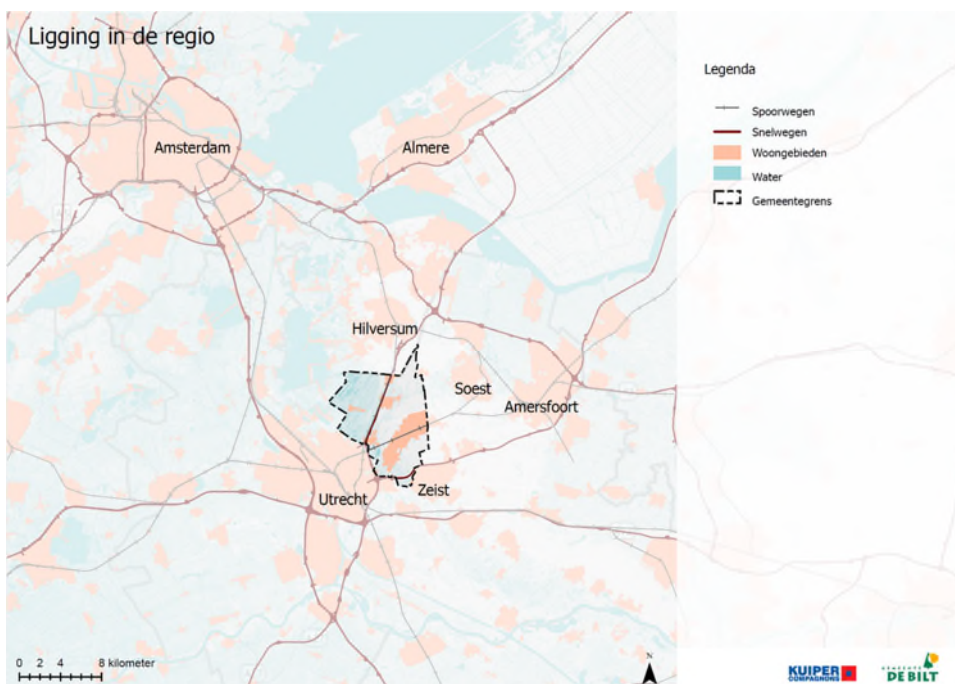 Ligging in de regio
Legenda
Spoorwegen
Snelwegen
Woongebieden
Water
Gemeentegrens
Amsterdam
Almere
Hilversum
Soest
Amersfoort
Utrecht
Zeist
0 2 4 8 kilometer
N
KUIPER
COMPAGNONS
GEMEENTE
DE BILT